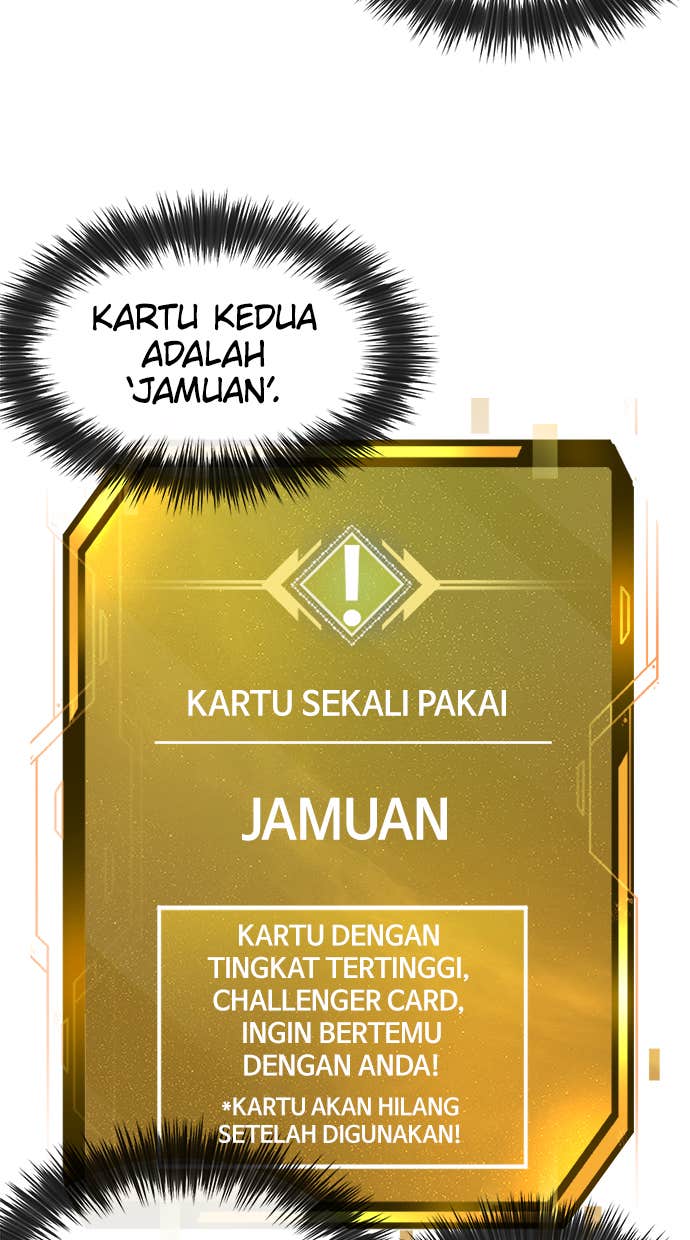 KARTU KEDUA
ADALAH
‘JAMUAN’.
!
KARTU SEKALI PAKAI
JAMUAN
KARTU DENGAN
TINGKAT TERTINGGI,
CHALLENGER CARD,
INGIN BERTEMU
DENGAN ANDA!
*KARTU AKAN HILANG
SETELAH DIGUNAKAN!